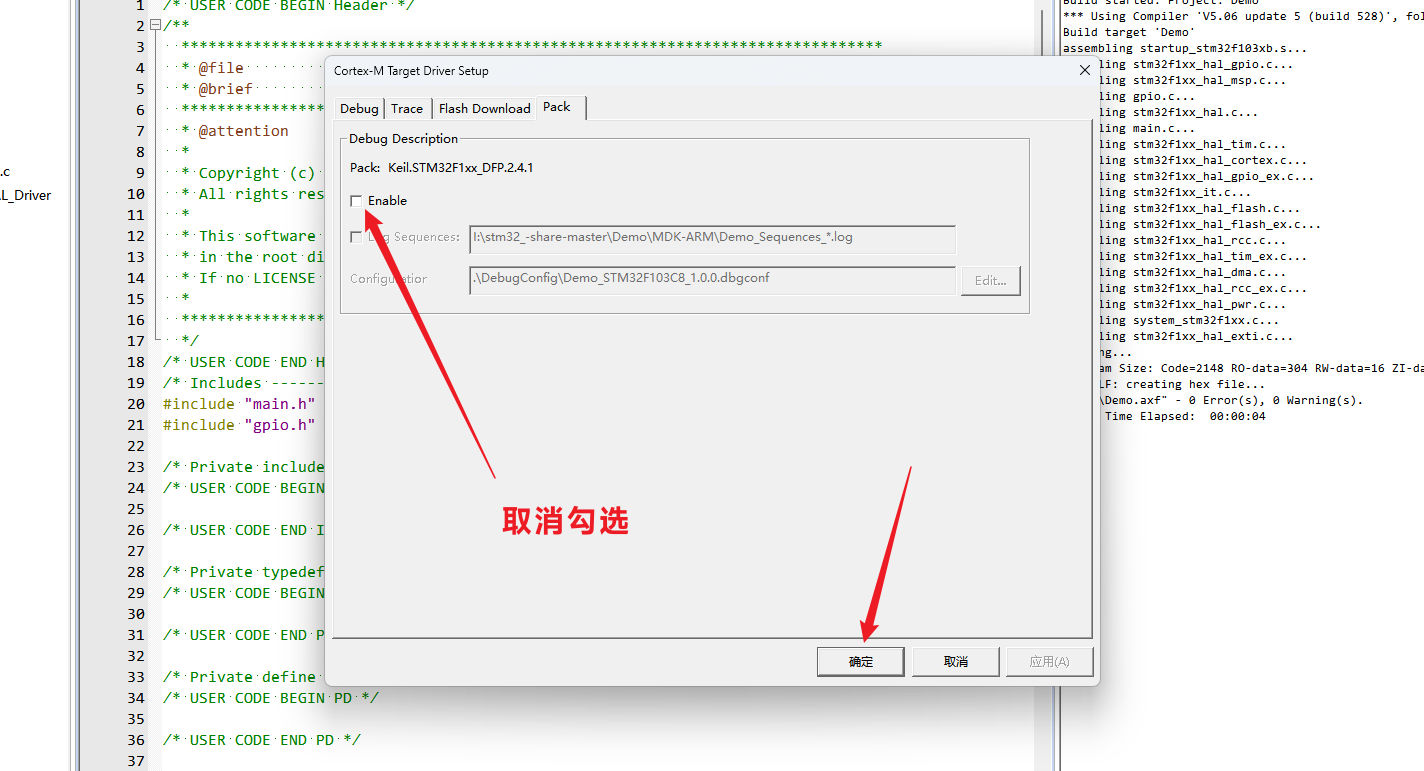 1 /* USER CODE BEGIN Header */
2 /**
3 ******************************************************************************
4 * @file
5 * @brief
6 ****************
7 * @attention
8 *
9 * Copyright (c)
10 * All rights res
11 *
12 * This software
13 * in the root di
14 * If no LICENSE
15 *
16 ****************
17 */
18 /* USER CODE END H
19 /* Includes ------
20 #include "main.h"
21 #include "gpio.h"
22
23 /* Private include
24 /* USER CODE BEGIN
25
26 /* USER CODE END I
27
28 /* Private typedef
29 /* USER CODE BEGIN
30
31 /* USER CODE END P
32
33 /* Private define
34 /* USER CODE BEGIN PD */
35
36 /* USER CODE END PD */
37
.c
L_Driver
Cortex-M Target Driver Setup
Debug Trace Flash Download Pack
Debug Description
Pack: Keil.STM32F1xx_DFP.2.4.1
Enable
Sequences: I:\stm32_-share-master\Demo\MDK-ARM\Demo_Sequences_*.log
Configuration .\DebugConfig\Demo_STM32F103C8_1.0.0.dbgconf Edit...
取消勾选
确定 取消 应用(A)
Build started: Project: Demo
*** Using Compiler 'V5.06 update 5 (build 528)', fol
Build target 'Demo'
assembling startup_stm32f103xb.s...
ling stm32f1xx_hal_gpio.c...
ling stm32f1xx_hal_msp.c...
ling gpio.c...
ling stm32f1xx_hal.c...
ling main.c...
ling stm32f1xx_hal_tim.c...
ling stm32f1xx_hal_cortex.c...
ling stm32f1xx_hal_gpio_ex.c...
ling stm32f1xx_it.c...
ling stm32f1xx_hal_flash.c...
ling stm32f1xx_hal_flash_ex.c...
ling stm32f1xx_hal_rcc.c...
ling stm32f1xx_hal_tim_ex.c...
ling stm32f1xx_hal_dma.c...
ling stm32f1xx_hal_rcc_ex.c...
ling stm32f1xx_hal_pwr.c...
ling system_stm32f1xx.c...
ling stm32f1xx_hal_exti.c...
ng...
am Size: Code=2148 RO-data=304 RW-data=16 ZI-da
LF: creating hex file...
\Demo.axf" - 0 Error(s), 0 Warning(s).
Time Elapsed: 00:00:04